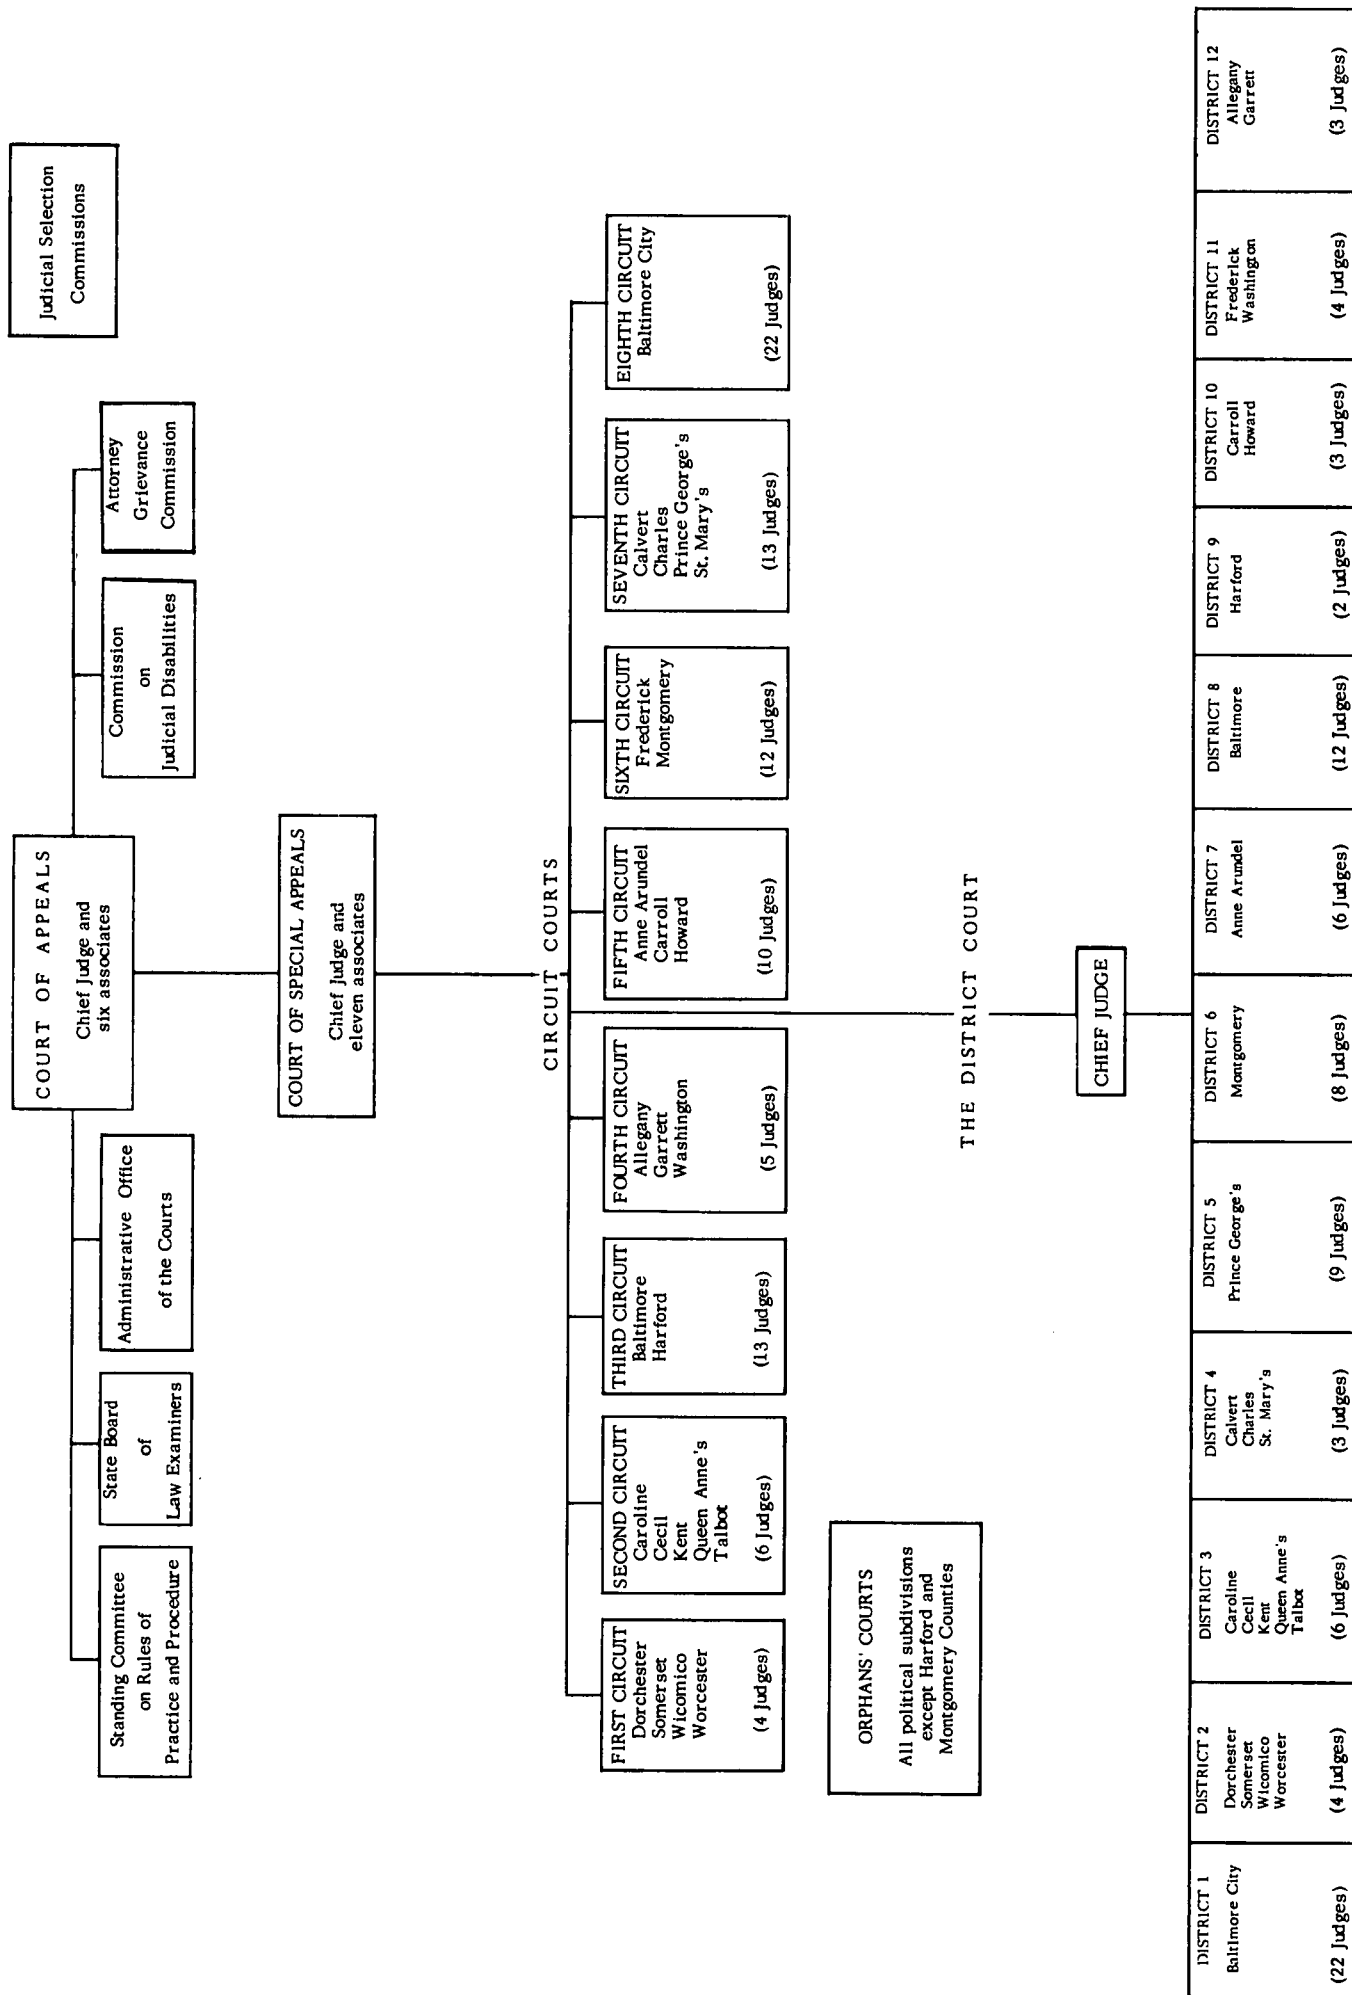 Judicial Selection
Commissions
COURT OF APPEALS
Chief Judge and
six associates
Standing Committee
on Rules of
Practice and Procedure
State Board
of
Law Examiners
Administrative Office
of the Courts
Commission
on
Judicial Disabilities
Attorney
Grievance
Commission
COURT OF SPECIAL APPEALS
Chief Judge and
eleven associates
CIRCUIT COURTS
FIRST CIRCUIT
Dorchester
Somerset
Wicomico
Worcester
(4 Judges)
SECOND CIRCUIT
Caroline
Cecil
Kent
Queen Anne's
Talbot
(6 Judges)
THIRD CIRCUIT
Baltimore
Harford
(13 Judges)
FOURTH CIRCUIT
Allegany
Garrett
Washington
(5 Judges)
FIFTH CIRCUIT
Anne Arundel
Carroll
Howard
(10 Judges)
SIXTH CIRCUIT
Frederick
Montgomery
(12 Judges)
SEVENTH CIRCUIT
Calvert
Charles
Prince George's
St. Mary's
(13 Judges)
EIGHTH CIRCUIT
Baltimore City
(22 Judges)
ORPHANS' COURTS
All political subdivisions
except Harford and
Montgomery Counties
THE DISTRICT COURT
CHIEF JUDGE
DISTRICT 1
Baltimore City
(22 Judges)
DISTRICT 2
Dorchester
Somerset
Wicomico
Worcester
(4 Judges)
DISTRICT 3
Caroline
Cecil
Kent
Queen Anne's
Talbot
(6 Judges)
DISTRICT 4
Calvert
Charles
St. Mary's
(3 Judges)
DISTRICT 5
Prince George's
(9 Judges)
DISTRICT 6
Montgomery
(8 Judges)
DISTRICT 7
Anne Arundel
(6 Judges)
DISTRICT 8
Baltimore
(12 Judges)
DISTRICT 9
Harford
(2 Judges)
DISTRICT 10
Carroll
Howard
(3 Judges)
DISTRICT 11
Frederick
Washington
(4 Judges)
DISTRICT 12
Allegany
Garrett
(3 Judges)